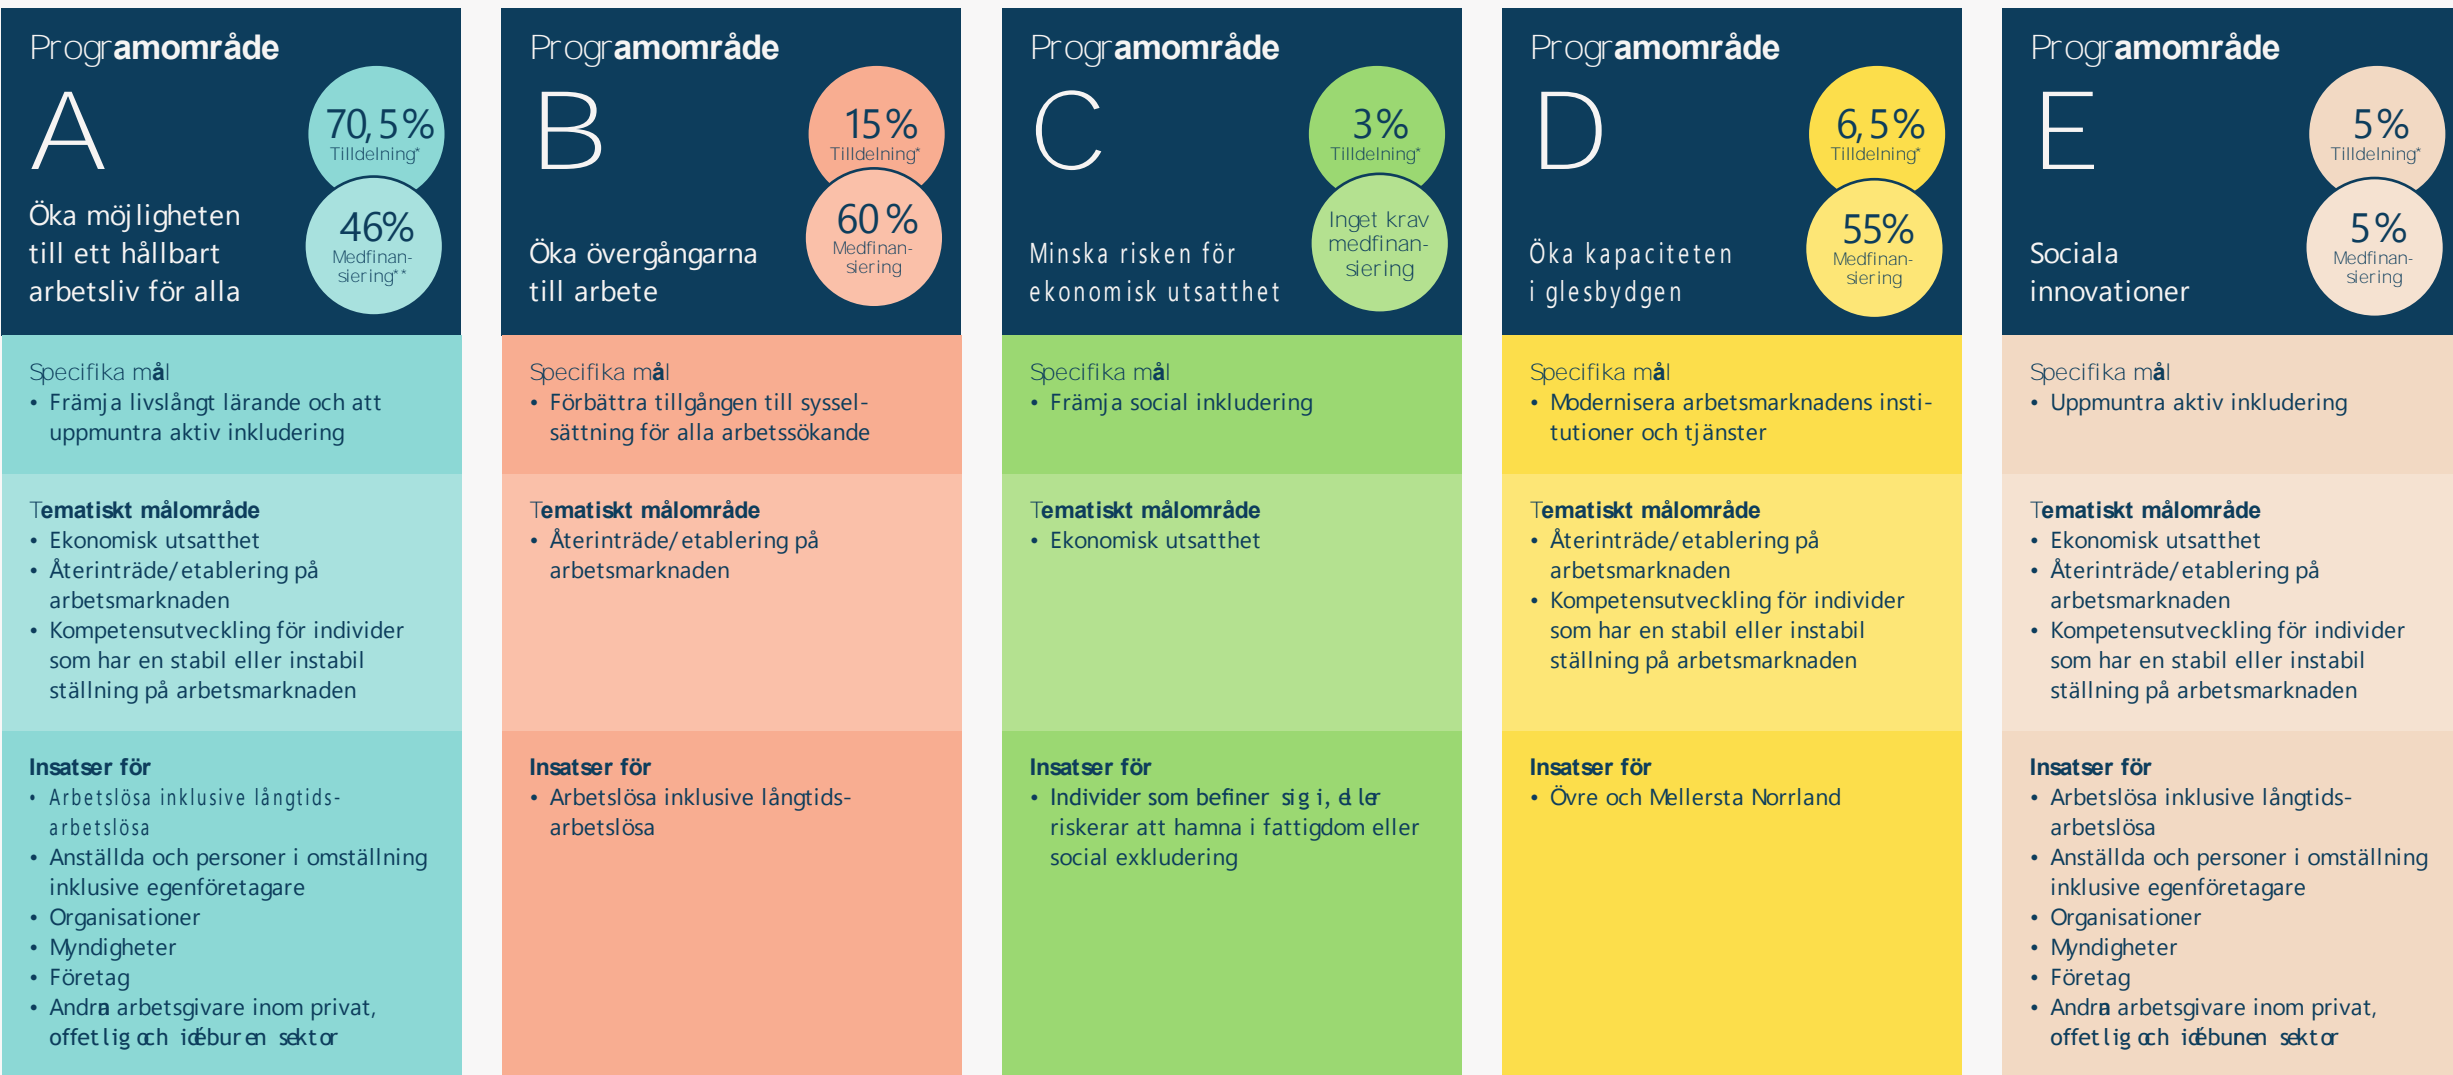 Programområde
A
70,5%
Tilldelning*
46%
Medfinan-
siering**
Öka möjligheten
till ett hållbart
arbetsliv för alla
Specifika mål
• Främja livslångt lärande och att
uppmuntra aktiv inkludering
Tematiskt målområde
• Ekonomisk utsatthet
• Återinträde/etablering på
arbetsmarknaden
• Kompetensutveckling för individer
som har en stabil eller instabil
ställning på arbetsmarknaden
Insatser för
• Arbetslösa inklusive långtids-
arbetslösa
• Anställda och personer i omställning
inklusive egenföretagare
• Organisationer
• Myndigheter
• Företag
• Andra arbetsgivare inom privat,
offetlig och idéburen sektor
Programområde
B
15%
Tilldelning*
60%
Medfinan-
siering
Öka övergångarna
till arbete
Specifika mål
• Förbättra tillgången till syssel-
sättning för alla arbetssökande
Tematiskt målområde
• Återinträde/etablering på
arbetsmarknaden
Insatser för
• Arbetslösa inklusive långtids-
arbetslösa
Programområde
C
3%
Tilldelning*
Inget krav
medfinan-
siering
Minska risken för
ekonomisk utsatthet
Specifika mål
• Främja social inkludering
Tematiskt målområde
• Ekonomisk utsatthet
Insatser för
• Individer som befiner sig i, eller
riskerar att hamna i fattigdom eller
social exkludering
Programområde
D
6,5%
Tilldelning*
55%
Medfinan-
siering
Öka kapaciteten
i glesbydgen
Specifika mål
• Modernisera arbetsmarknadens insti-
tutioner och tjänster
Tematiskt målområde
• Återinträde/etablering på
arbetsmarknaden
• Kompetensutveckling för individer
som har en stabil eller instabil
ställning på arbetsmarknaden
Insatser för
• Övre och Mellersta Norrland
Programområde
E
5%
Tilldelning*
5%
Medfinan-
siering
Sociala
innovationer
Specifika mål
• Uppmuntra aktiv inkludering
Tematiskt målområde
• Ekonomisk utsatthet
• Återinträde/etablering på
arbetsmarknaden
• Kompetensutveckling för individer
som har en stabil eller instabil
ställning på arbetsmarknaden
Insatser för
• Arbetslösa inklusive långtids-
arbetslösa
• Anställda och personer i omställning
inklusive egenföretagare
• Organisationer
• Myndigheter
• Företag
• Andra arbetsgivare inom privat,
offetlig och idéburen sektor